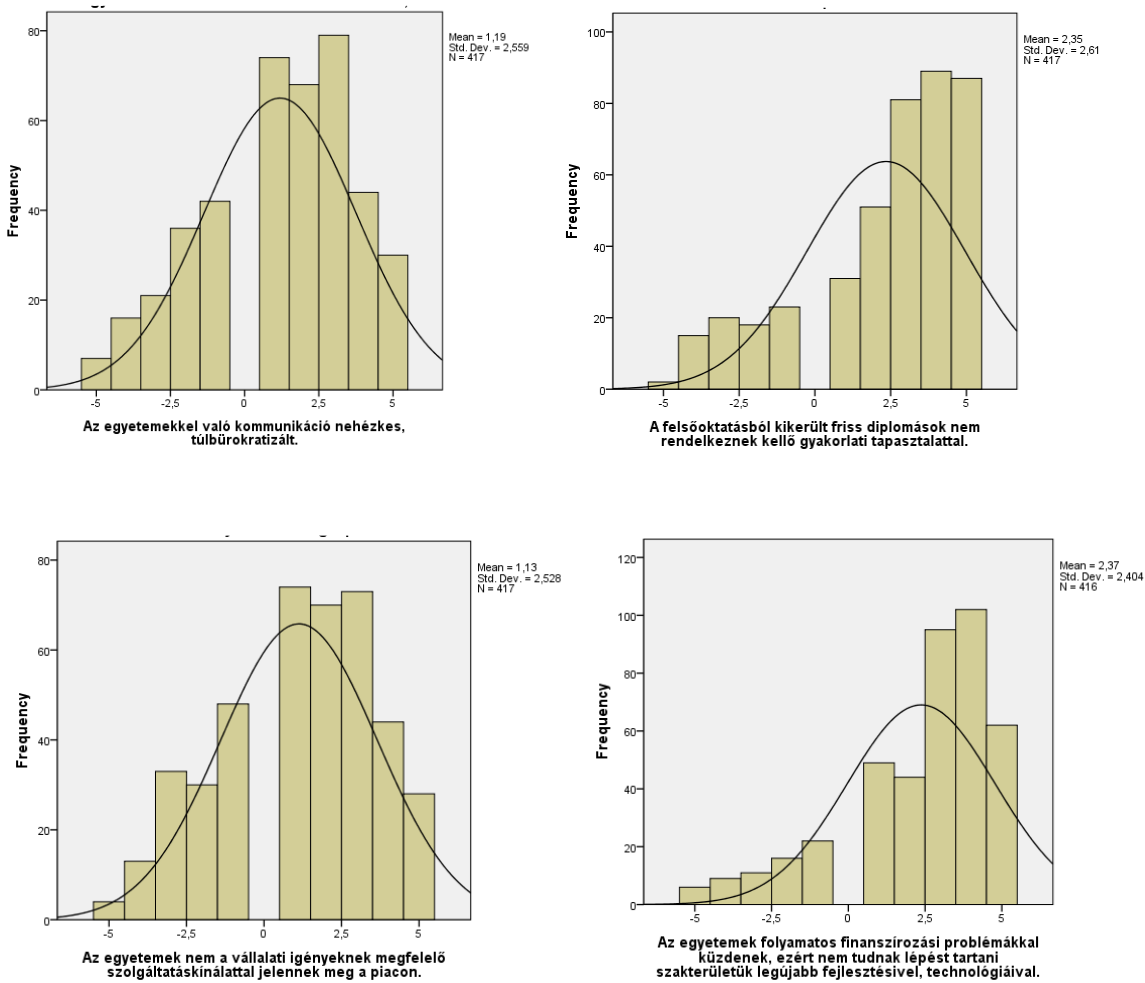 Mean = 1,19
Std. Dev. = 2,559
N = 417
80
60
40
20
0
Frequency
-5
-2,5
0
2,5
5
Az egyetemekkel való kommunikáció nehézkes,
túlbürokratizált.
Mean = 2,35
Std. Dev. = 2,61
N = 417
100
80
60
40
20
0
Frequency
-5
-2,5
0
2,5
5
A felsőoktatásból kikerült friss diplomások nem
rendelkeznek kellő gyakorlati tapasztalattal.
Mean = 1,13
Std. Dev. = 2,528
N = 417
80
60
40
20
0
Frequency
-5
-2,5
0
2,5
5
Az egyetemek nem a vállalati igényeknek megfelelő
szolgáltatáskínálattal jelennek meg a piacon.
Mean = 2,37
Std. Dev. = 2,404
N = 416
120
100
80
60
40
20
0
Frequency
-5
-2,5
0
2,5
5
Az egyetemek folyamatos finanszírozási problémákkal
küzdenek, ezért nem tudnak lépést tartani
szakterületük legújabb fejlesztésivel, technológiáival.